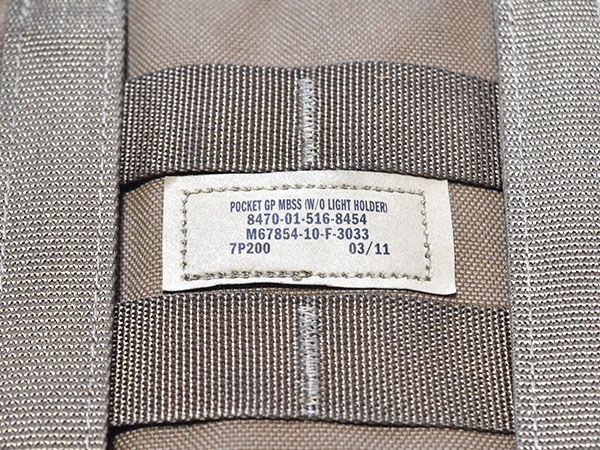 POCKET GP MBSS (W/O LIGHT HOLDER)
8470-01-516-8454
M67854-10-F-3033
7P200 03/11